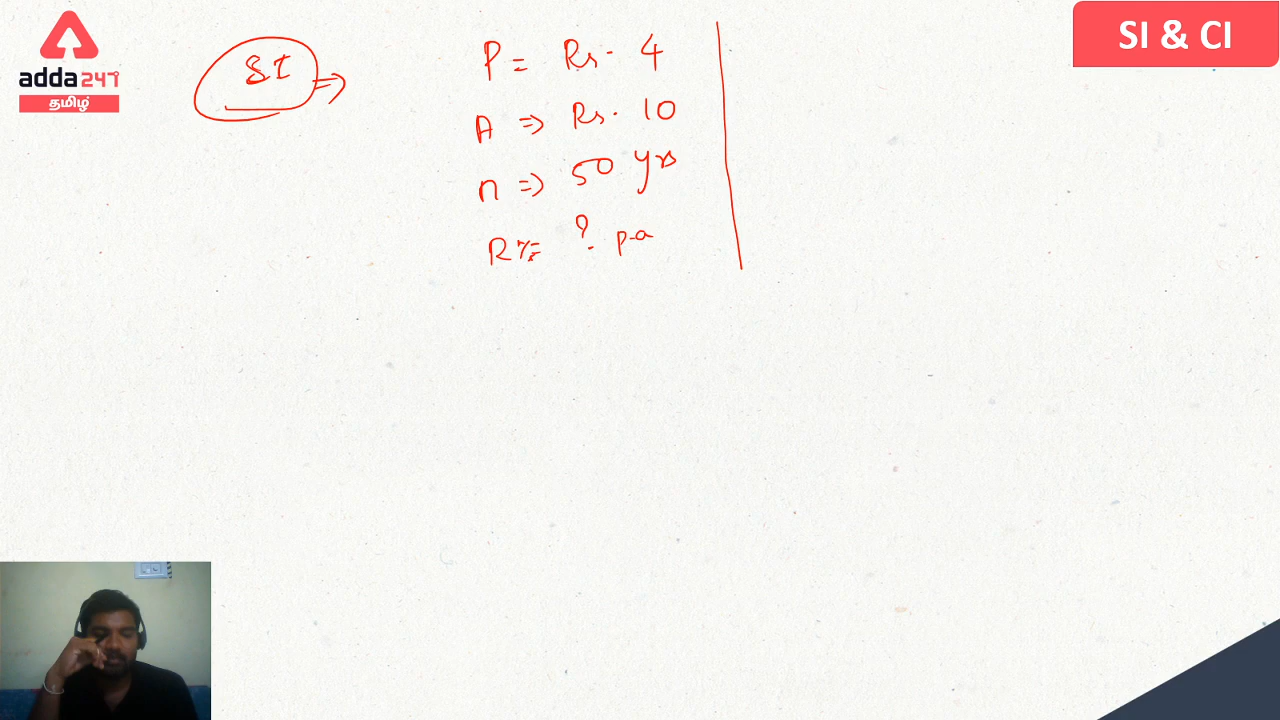 adda247
தமிழ்
SI & CI
SI ⇒
P = Rs. 4
A ⇒ Rs. 10
n ⇒ 50 yrs
R% = ? p.a